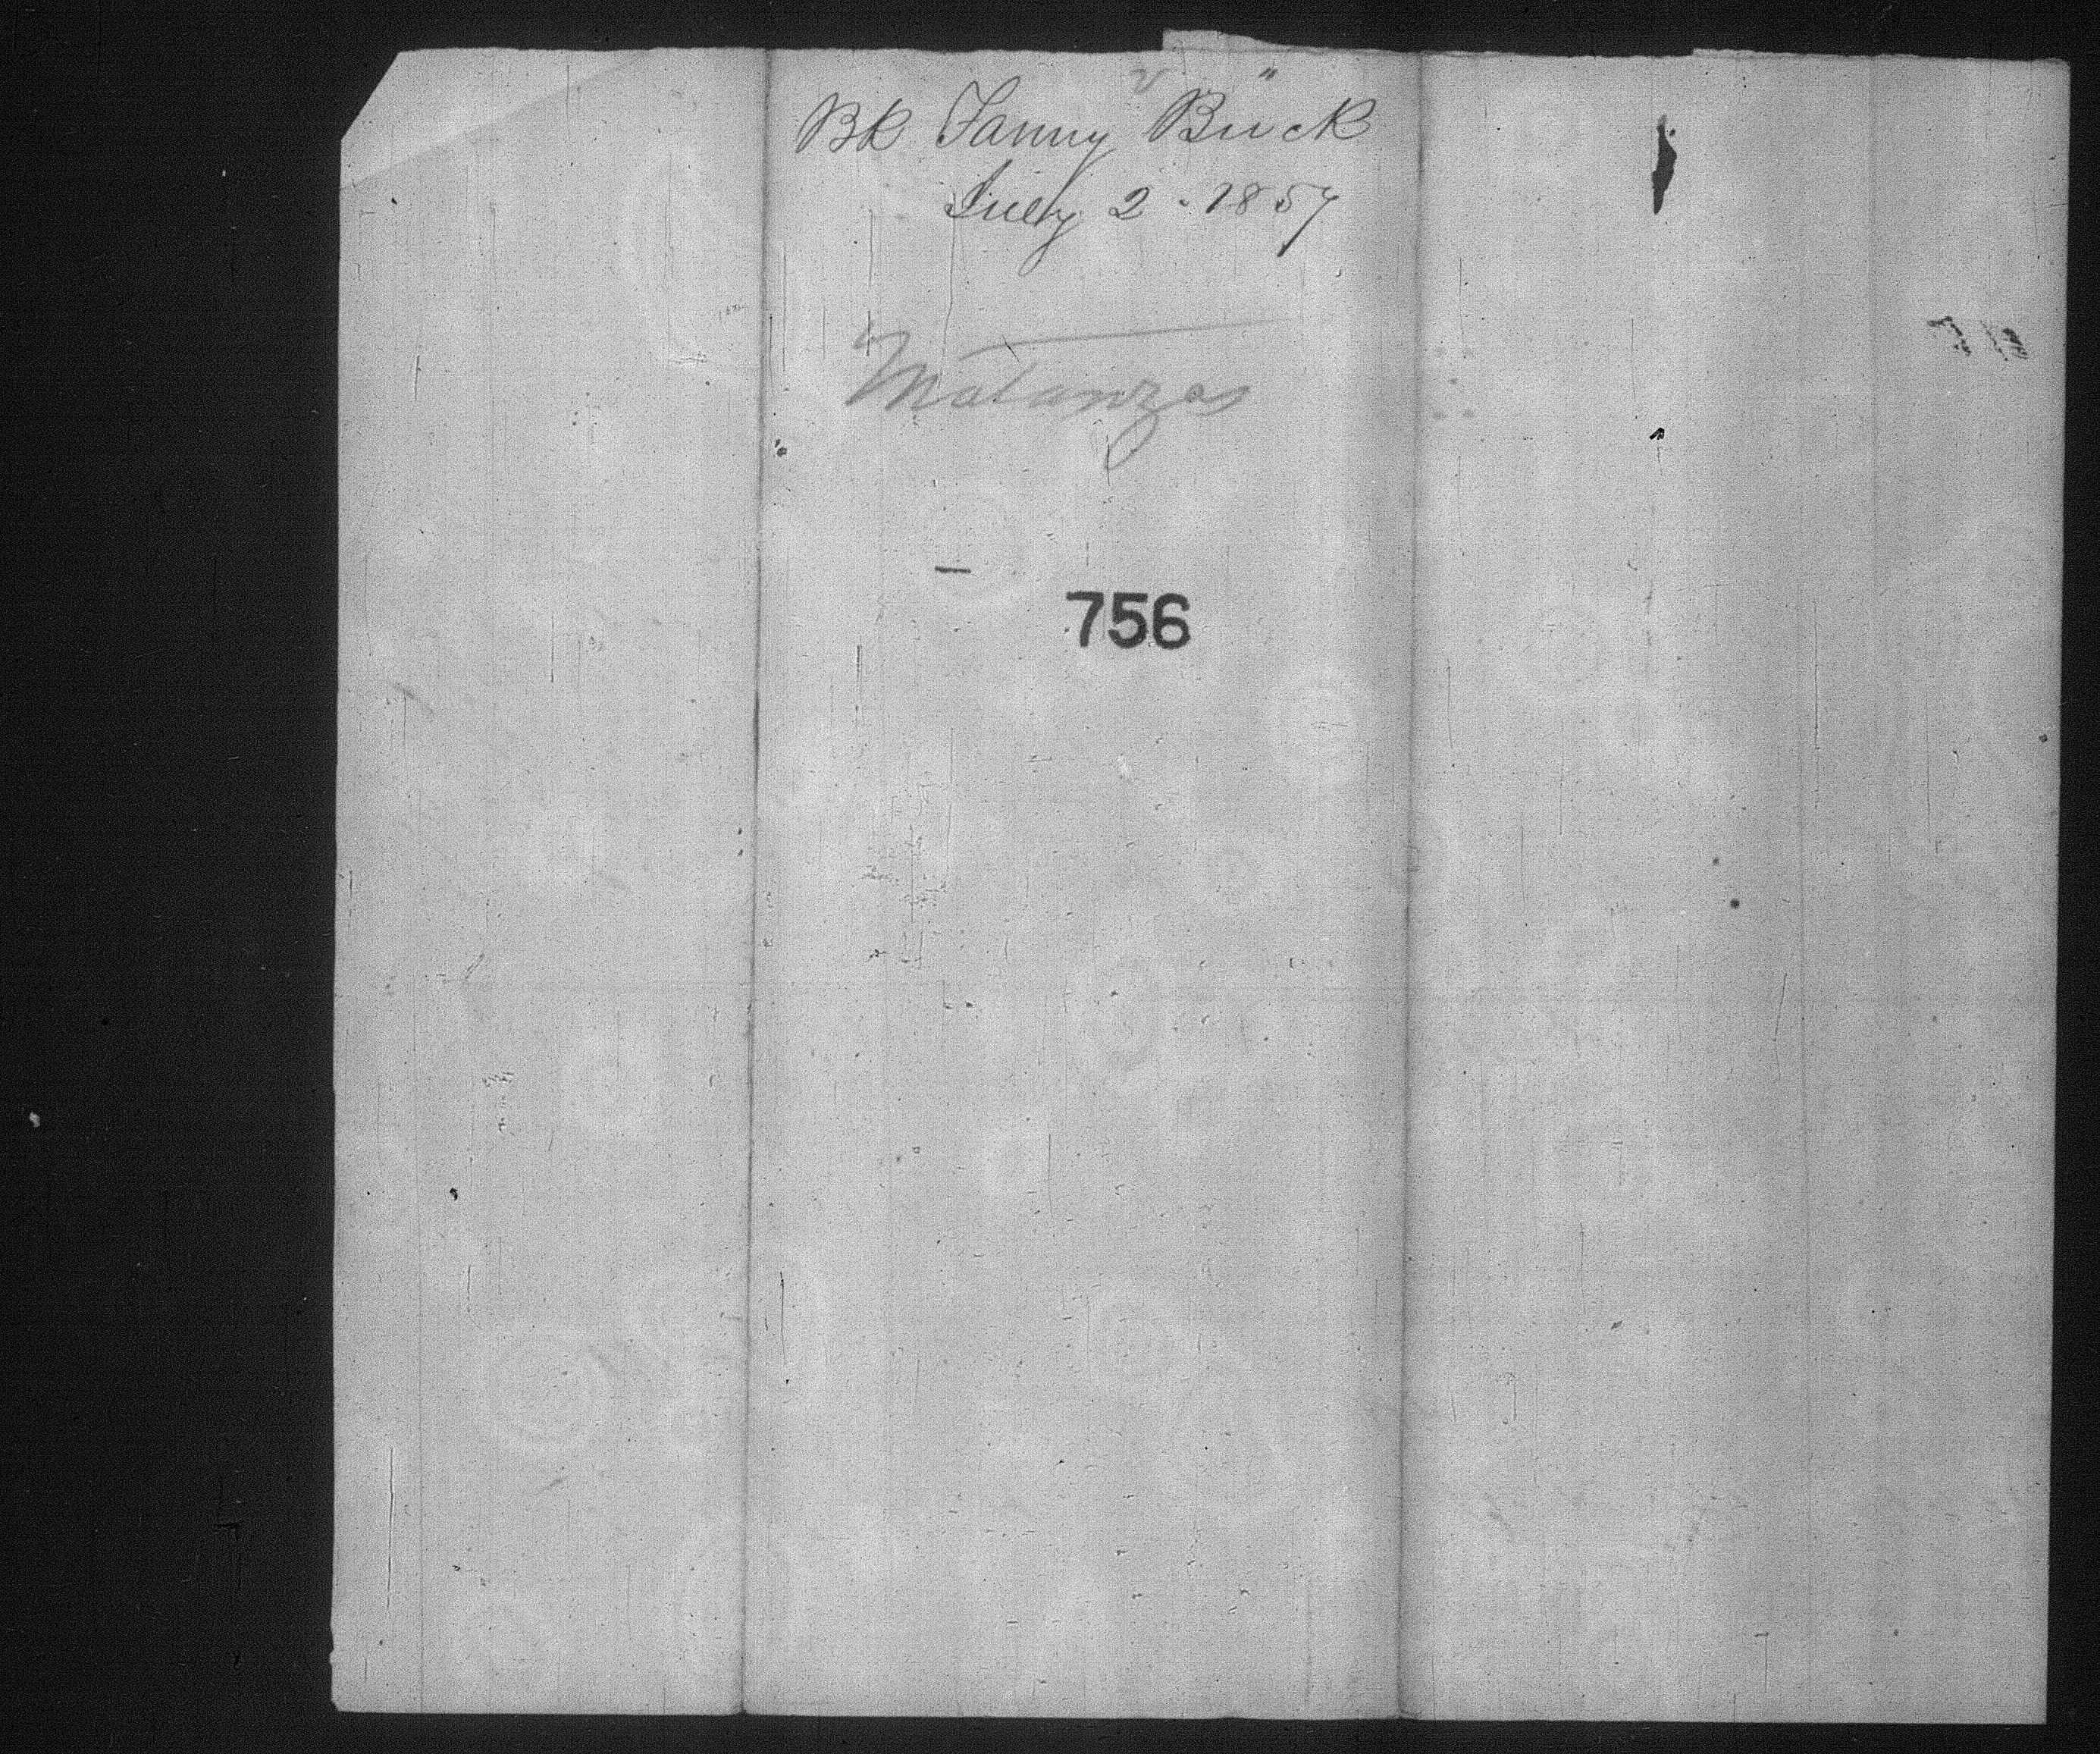 BK Fanny Buck
July 2 - 1857
Matanzas
756